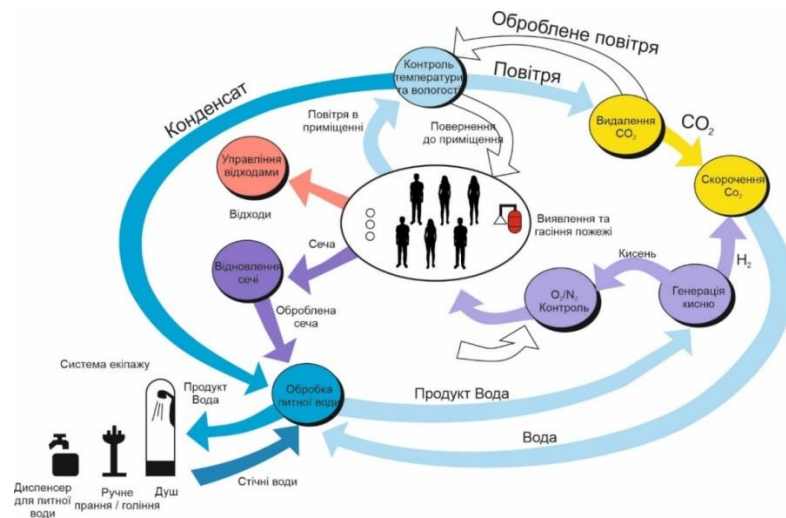 Оброблене повітря
Контроль
температури
та вологості
Повітря
Конденсат
Повітря в
приміщенні
Повернення
до приміщення
Видалення
CO₂
CO₂
Управління
відходами
Скорочення
Co₂
Відходи
Виявлення та
гасіння пожежі
Сеча
Відновлення
сечі
Кисень
H₂
O₂/N₂
Контроль
Генерація
кисню
Оброблена
сеча
Система екіпажу
Продукт
Вода
Обробка
питної води
Продукт Вода
Вода
Стічні води
Диспенсер
для питної
води
Ручне
прання / гоління
Душ